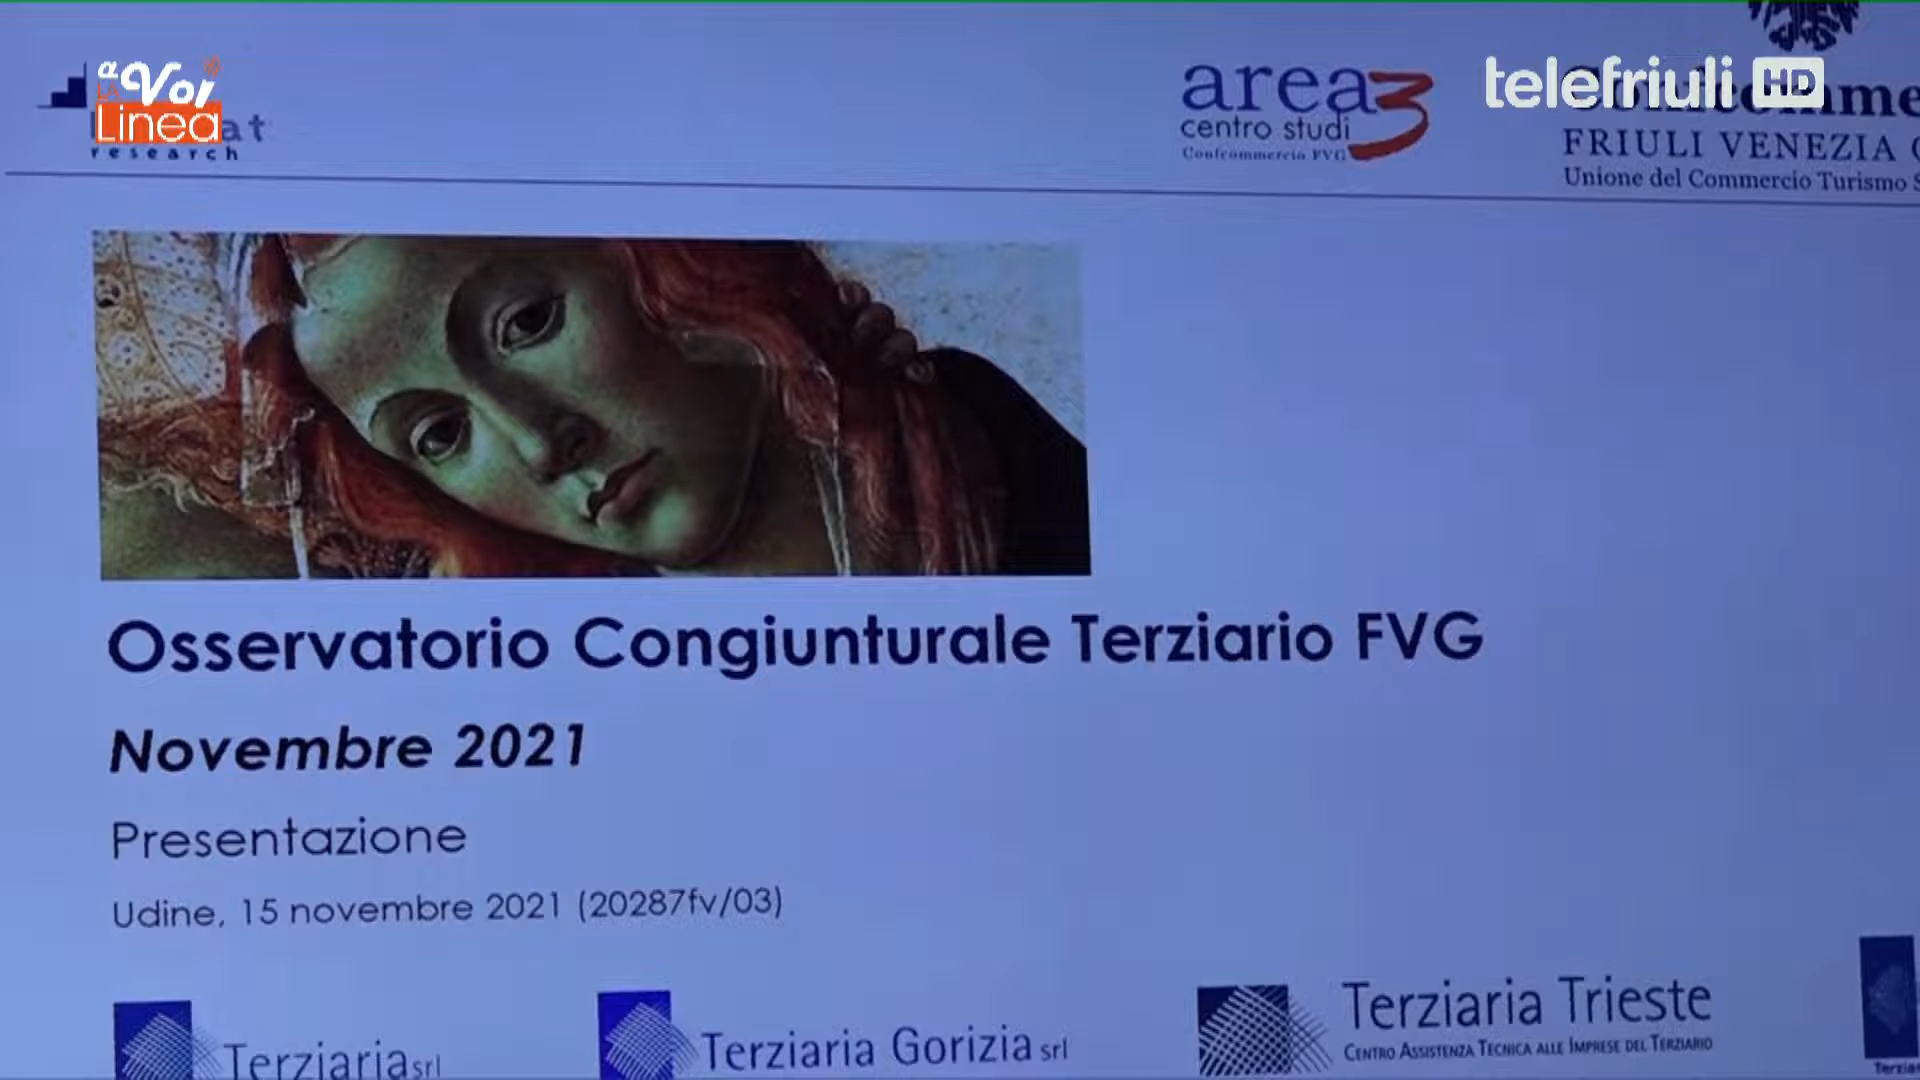 a Voi
LA
Linea
at
research
area3
centro studi
Confcommercio FVG
telefriuli HD
FRIULI VENEZIA G
Unione del Commercio Turismo S
Osservatorio Congiunturale Terziario FVG
Novembre 2021
Presentazione
Udine, 15 novembre 2021 (20287fv/03)
Terziaria srl
Terziaria Gorizia srl
Terziaria Trieste
CENTRO ASSISTENZA TECNICA ALLE IMPRESE DEL TERZIARIO